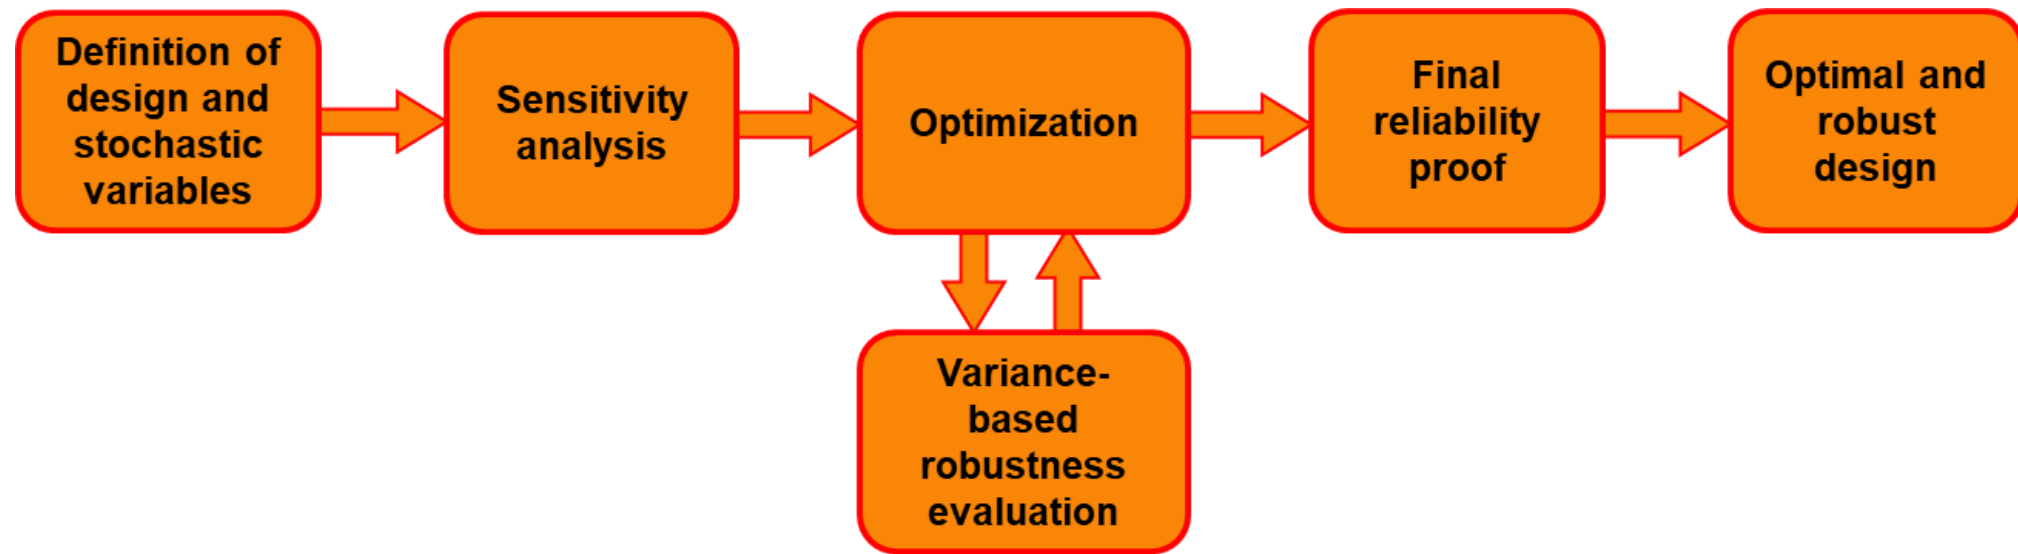 Definition of
design and
stochastic
variables
Sensitivity
analysis
Optimization
Final
reliability
proof
Optimal and
robust
design
Variance-
based
robustness
evaluation